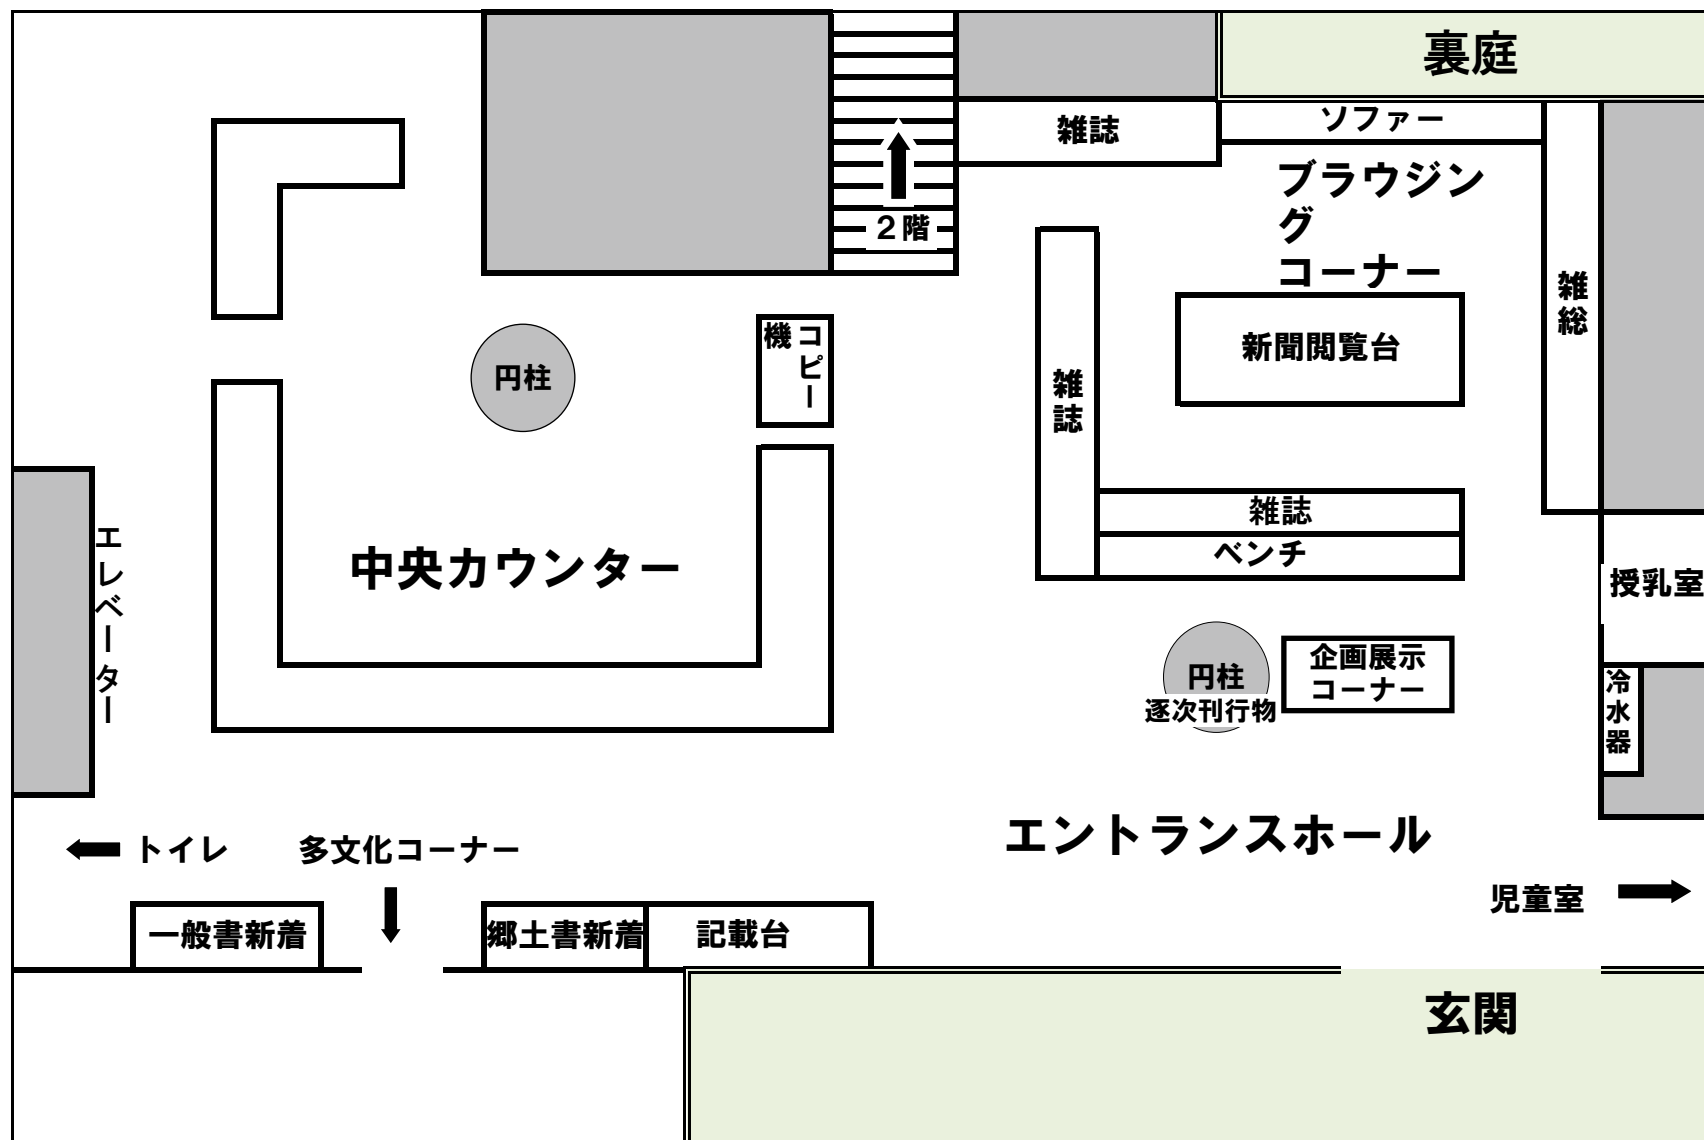 裏庭
ソファー
雑誌
ブラウジン
グ
コーナー
２階
雑総
新聞閲覧台
コピー
機
円柱
雑誌
雑誌
ベンチ
エレベーター
中央カウンター
授乳室
企画展示
コーナー
円柱
逐次刊行物
冷水器
エントランスホール
トイレ
多文化コーナー
児童室
一般書新着
郷土書新着
記載台
玄関